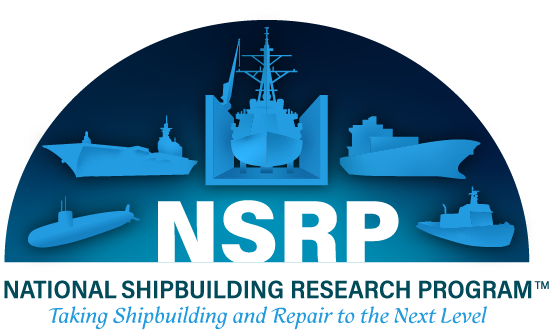 NSRP
NATIONAL SHIPBUILDING RESEARCH PROGRAM™
Taking Shipbuilding and Repair to the Next Level